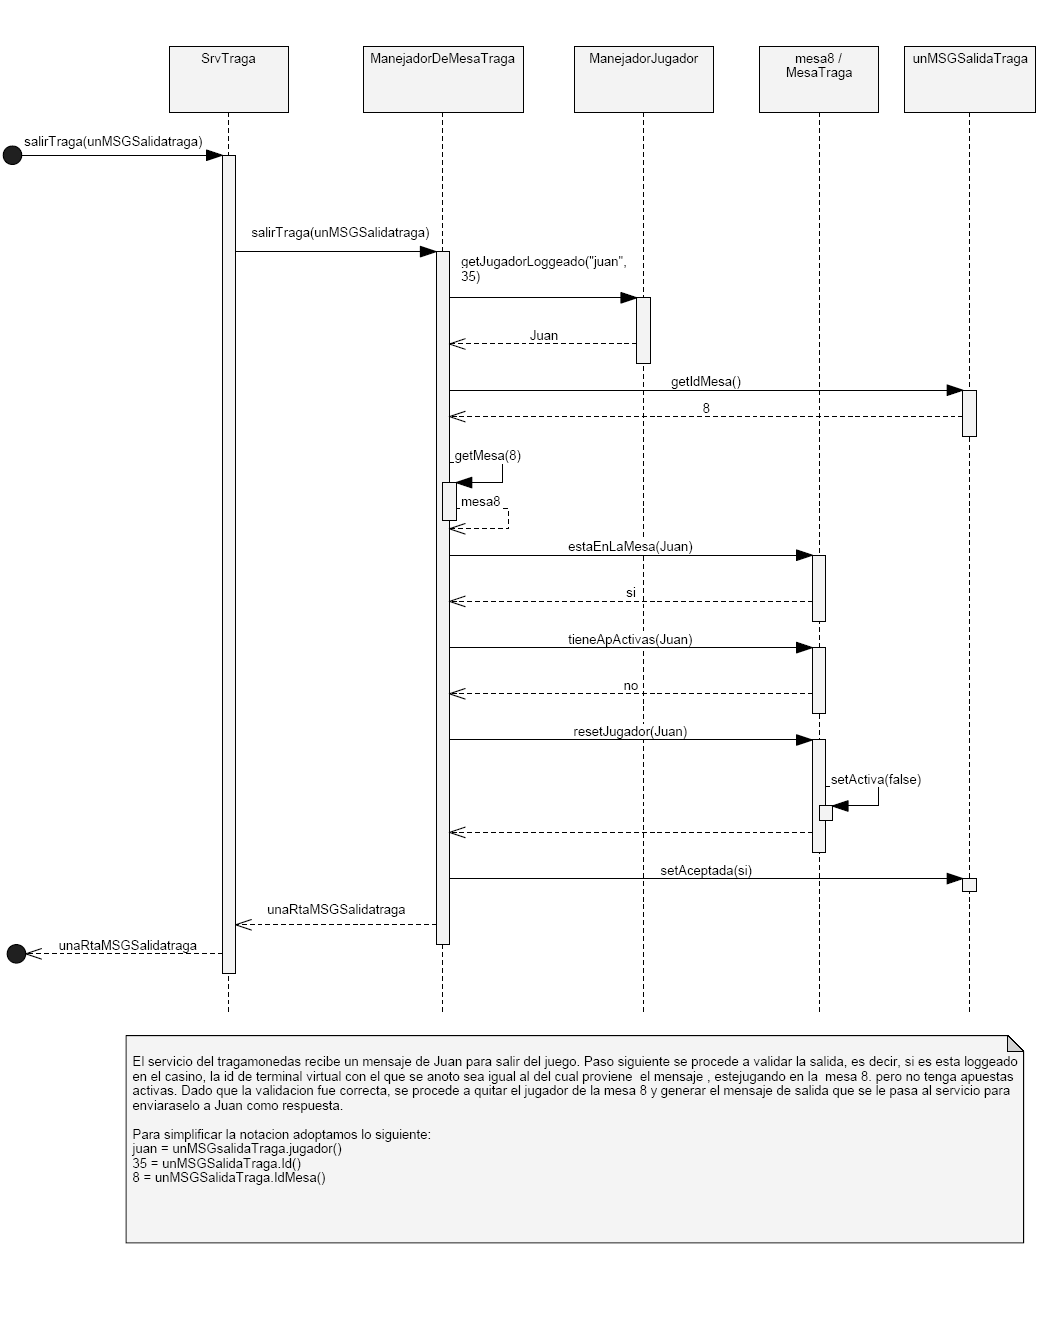 SrvTraga
ManejadorDeMesaTraga
ManejadorJugador
mesa8 /
MesaTraga
unMSGSalidaTraga
salirTraga(unMSGSalidatraga)
salirTraga(unMSGSalidatraga)
getJugadorLoggeado("juan",
35)
Juan
getIdMesa()
8
getMesa(8)
mesa8
estaEnLaMesa(Juan)
si
tieneApActivas(Juan)
no
resetJugador(Juan)
setActiva(false)
setAceptada(si)
unaRtaMSGSalidatraga
unaRtaMSGSalidatraga
El servicio del tragamonedas recibe un mensaje de Juan para salir del juego. Paso siguiente se procede a validar la salida, es decir, si es esta loggeado
en el casino, la id de terminal virtual con el que se anoto sea igual al del cual proviene  el mensaje , estejugando en la  mesa 8. pero no tenga apuestas
activas. Dado que la validacion fue correcta, se procede a quitar el jugador de la mesa 8 y generar el mensaje de salida que se le pasa al servicio para
enviaraselo a Juan como respuesta.
Para simplificar la notacion adoptamos lo siguiente:
juan = unMSGsalidaTraga.jugador()
35 = unMSGSalidaTraga.Id()
8 = unMSGSalidaTraga.IdMesa()